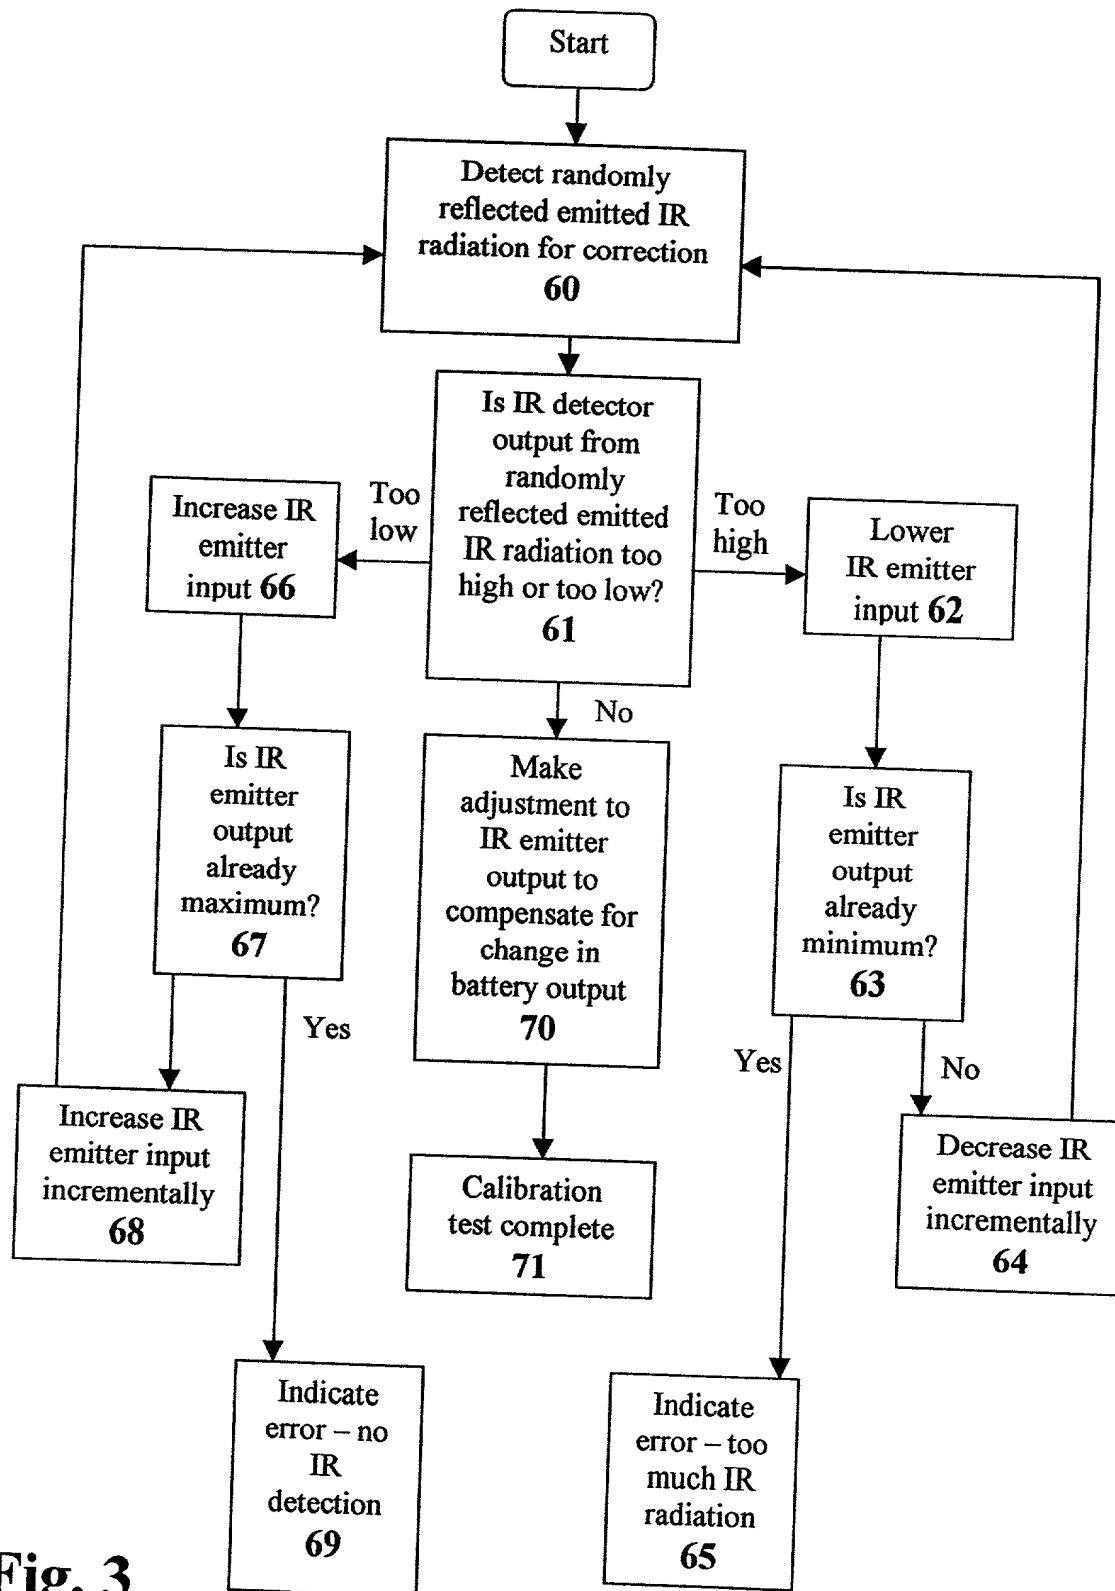 Start
Detect randomly
reflected emitted IR
radiation for correction
60
Is IR detector
output from
randomly
reflected emitted
IR radiation too
high or too low?
61
Too
low
Too
high
Increase IR
emitter
input 66
Lower
IR emitter
input 62
No
Is IR
emitter
output
already
maximum?
67
Make
adjustment to
IR emitter
output to
compensate for
change in
battery output
70
Is IR
emitter
output
already
minimum?
63
Yes
Yes
No
Increase IR
emitter input
incrementally
68
Calibration
test complete
71
Decrease IR
emitter input
incrementally
64
Indicate
error – no
IR
detection
69
Indicate
error – too
much IR
radiation
65
Fig. 3